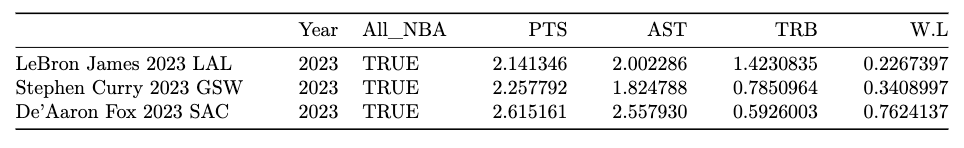 Year All_NBA PTS AST TRB W.L
LeBron James 2023 LAL 2023 TRUE 2.141346 2.002286 1.4230835 0.2267397
Stephen Curry 2023 GSW 2023 TRUE 2.257792 1.824788 0.7850964 0.3408997
De'Aaron Fox 2023 SAC 2023 TRUE 2.615161 2.557930 0.5926003 0.7624137